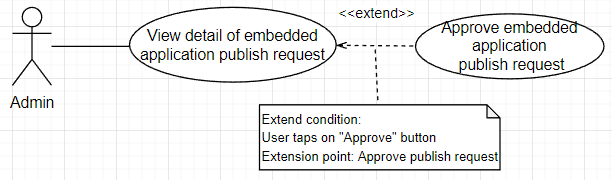 <<extend>>
View detail of embedded
application publish request
Approve embedded
application
publish request
Admin
Extend condition:
User taps on "Approve" button
Extension point: Approve publish request